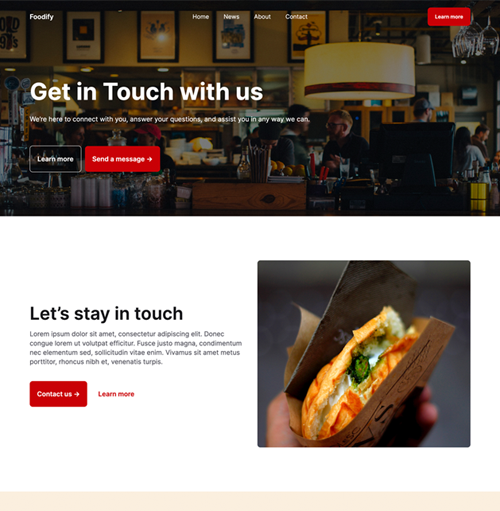 Foodify
Home News About Contact
Learn more
Get in Touch with us
We're here to connect with you, answer your questions, and assist you in any way we can.
Learn more
Send a message →
Let's stay in touch
Lorem ipsum dolor sit amet, consectetur adipiscing elit. Donec
congue lorem ut volutpat efficitur. Fusce justo magna, condimentum
nec elementum sed, sollicitudin vitae enim. Vivamus sit amet metus
porttitor, rhoncus nibh et, venenatis turpis.
Contact us →
Learn more